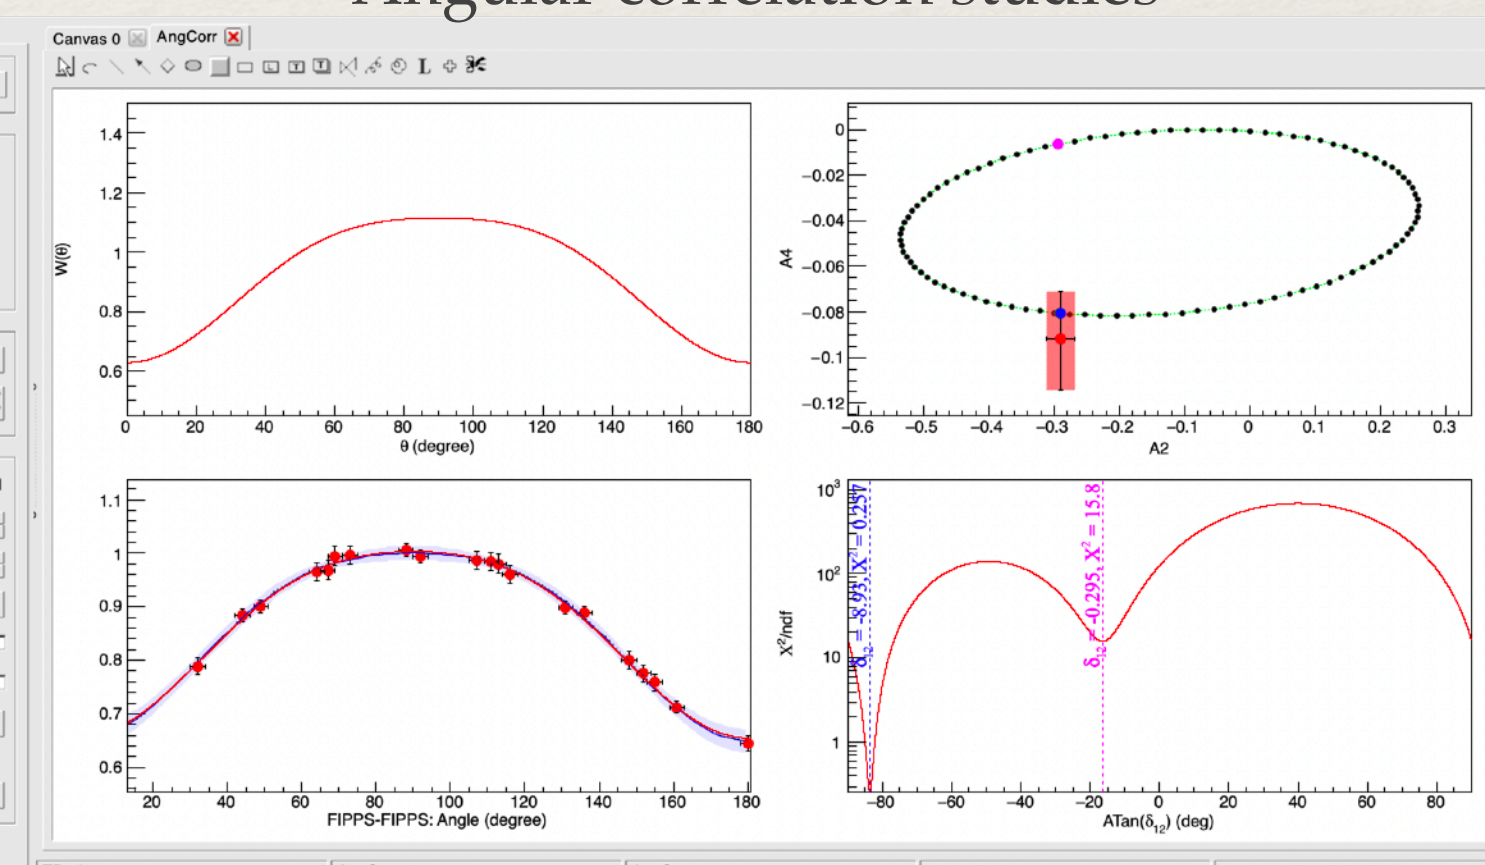 Angular correlation studies
Canvas 0 AngCorr
L
W(θ)
1.4
1.2
1
0.8
0.6
0 20 40 60 80 100 120 140 160 180
θ (degree)
A4
0
−0.02
−0.04
−0.06
−0.08
−0.1
−0.12
−0.6 −0.5 −0.4 −0.3 −0.2 −0.1 0 0.1 0.2 0.3
A2
1.1
1
0.9
0.8
0.7
0.6
20 40 60 80 100 120 140 160 180
FIPPS-FIPPS: Angle (degree)
X²/ndf
10³
10²
10
1
δ₁₂ = -8.93, X² = 0.257
δ₁₂ = -0.295, X² = 15.8
−80 −60 −40 −20 0 20 40 60 80
ATan(δ₁₂) (deg)